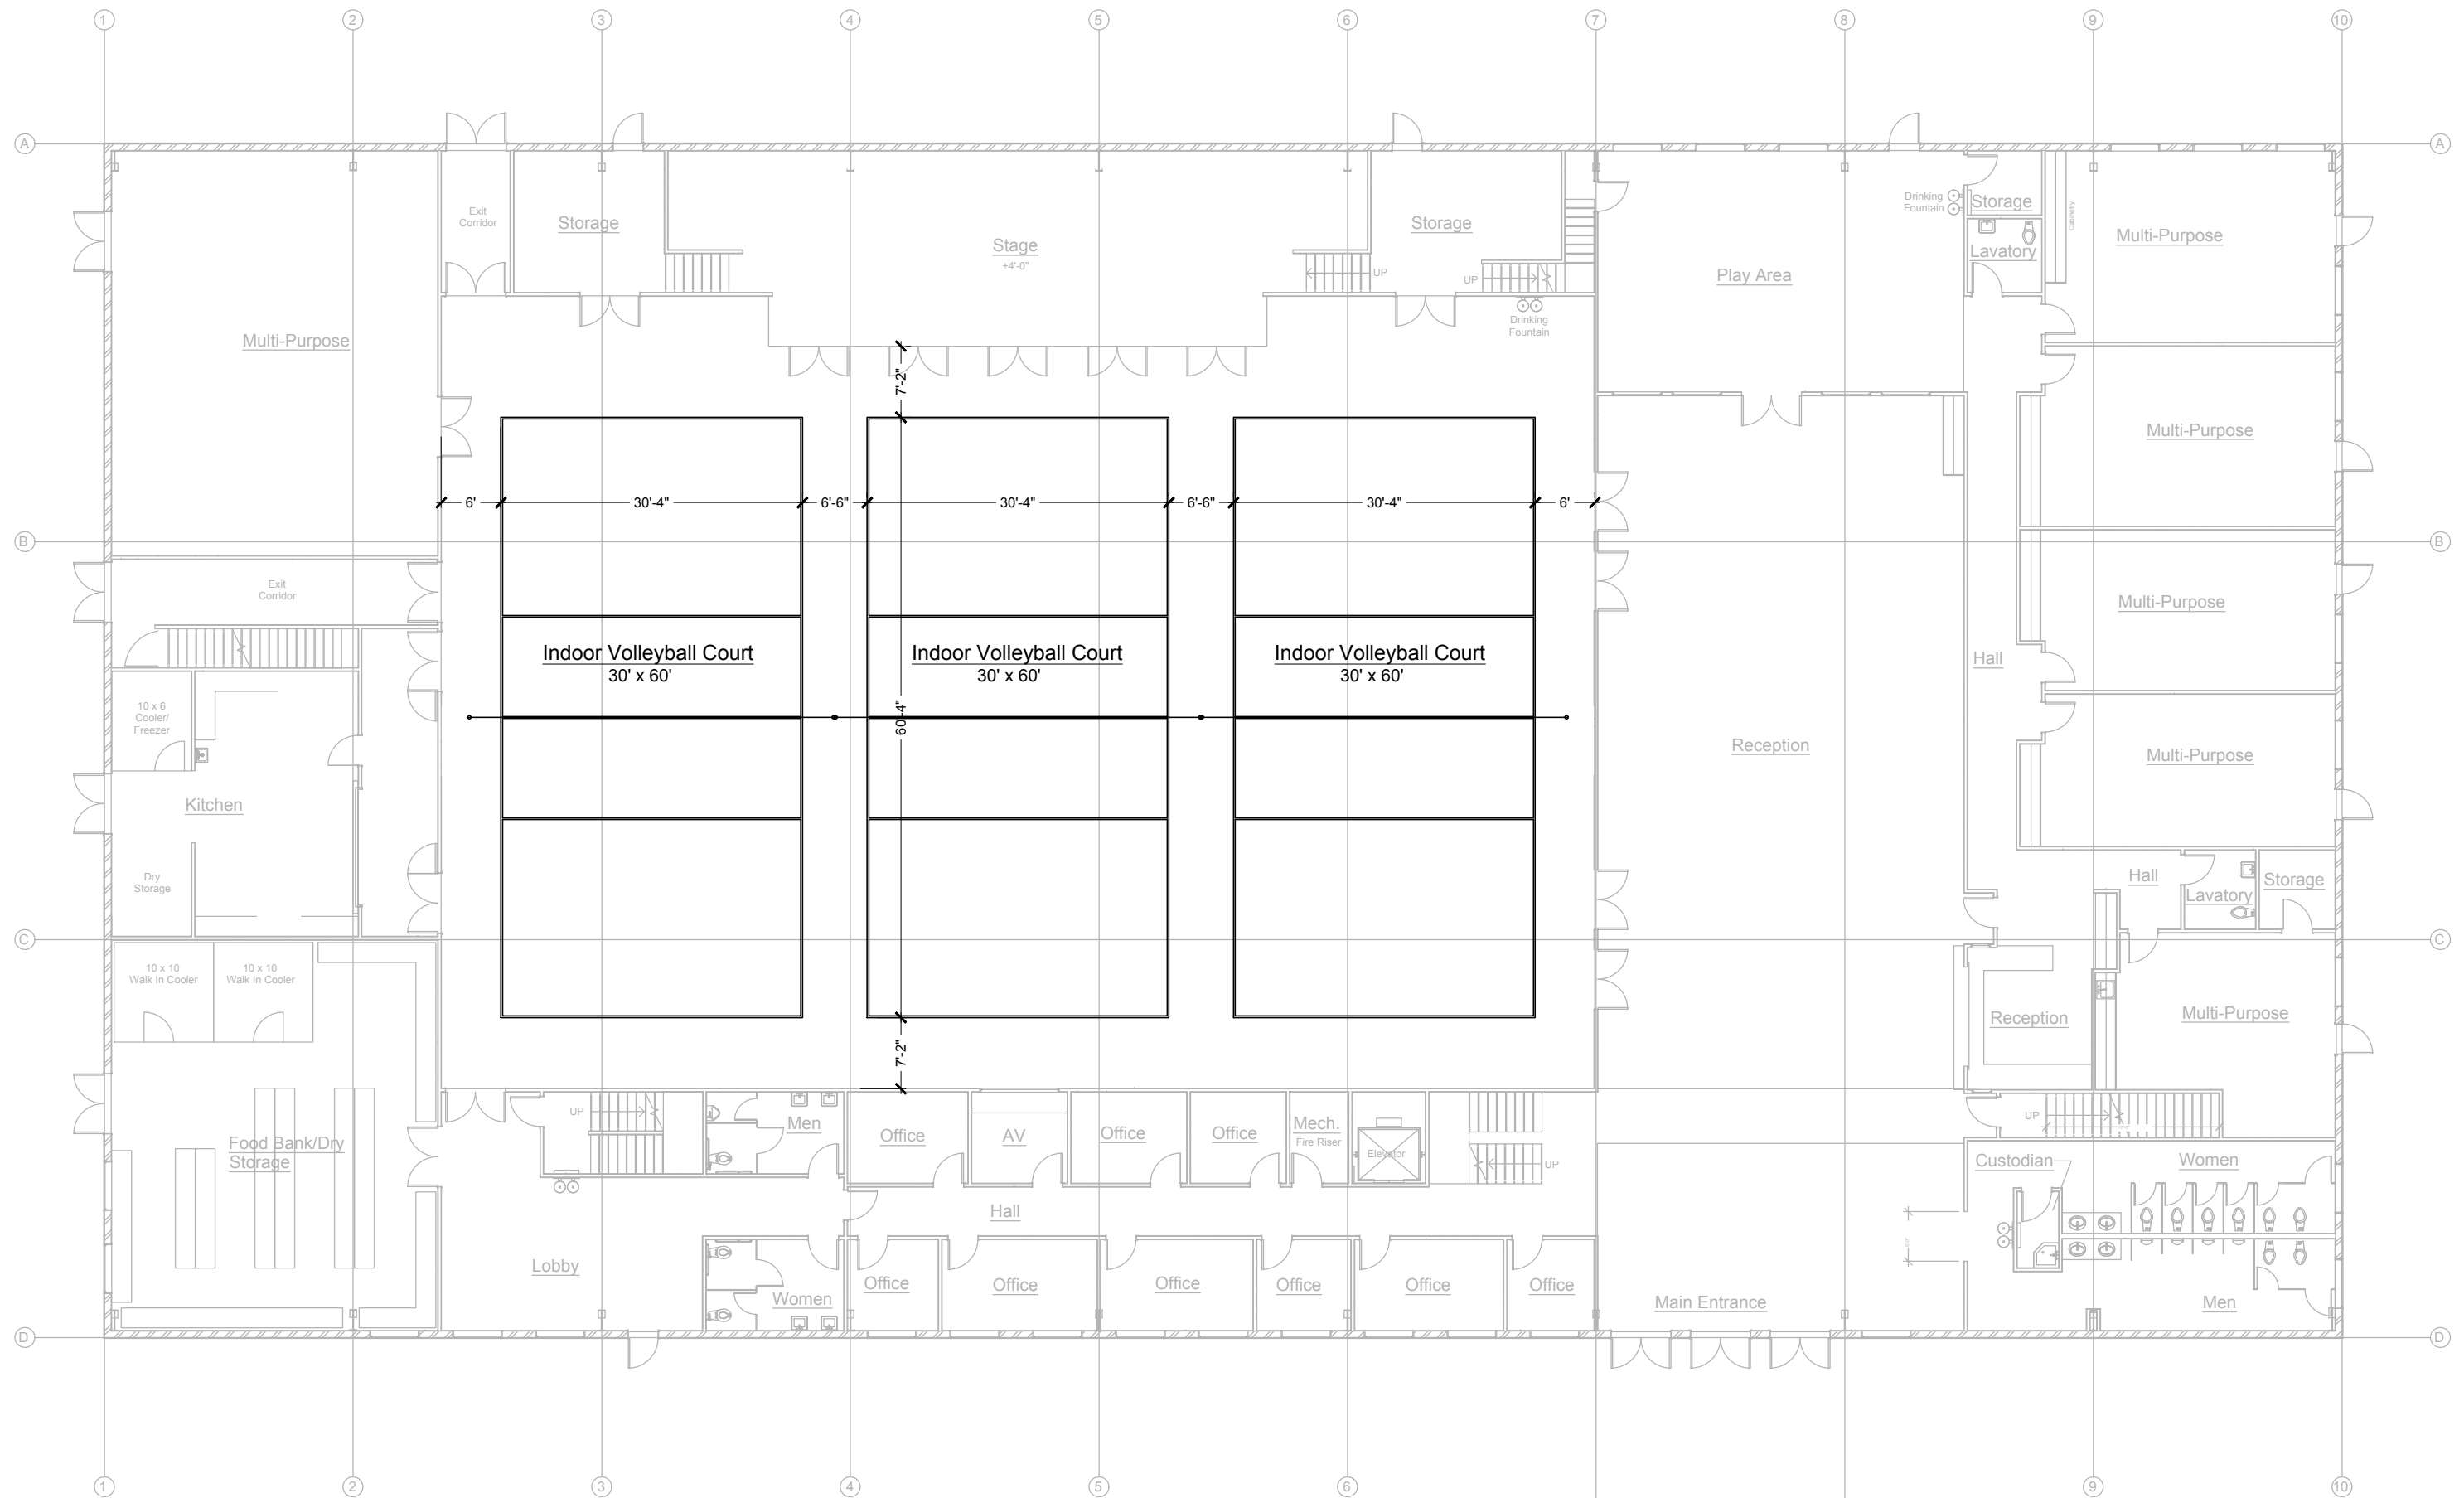 1 2 3 4 5 6 7 8 9 10
A A
Exit
Corridor
Storage
Stage
+4'-0"
UP
Storage
UP
Drinking
Fountain
Play Area
Drinking
Fountain
Storage
Lavatory
Cabinetry
Multi-Purpose
Multi-Purpose
7'-2"
Multi-Purpose
6' 30'-4" 6'-6" 30'-4" 6'-6" 30'-4" 6'
B B
Exit
Corridor
Multi-Purpose
Indoor Volleyball Court
30' x 60'
Indoor Volleyball Court
30' x 60'
Indoor Volleyball Court
30' x 60'
Hall
10 x 6
Cooler/
Freezer
60'-4"
Reception
Multi-Purpose
Kitchen
Dry
Storage
Hall
Lavatory
Storage
C C
10 x 10
Walk In Cooler
10 x 10
Walk In Cooler
Reception
Multi-Purpose
7'-2"
UP
Men
Office
AV
Office
Office
Mech.
Fire Riser
Elevator
UP
UP
Food Bank/Dry
Storage
Custodian
Women
Hall
Lobby
Women
Office
Office
Office
Office
Office
Office
Main Entrance
Men
D D
1 2 3 4 5 6 9 10